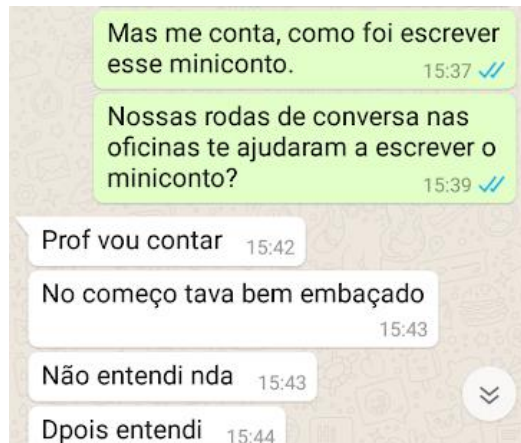 Mas me conta, como foi escrever
esse miniconto.
15:37
Nossas rodas de conversa nas
oficinas te ajudaram a escrever o
miniconto?
15:39
Prof vou contar 15:42
No começo tava bem embaçado
15:43
Não entendi nda 15:43
Dpois entendi 15:44